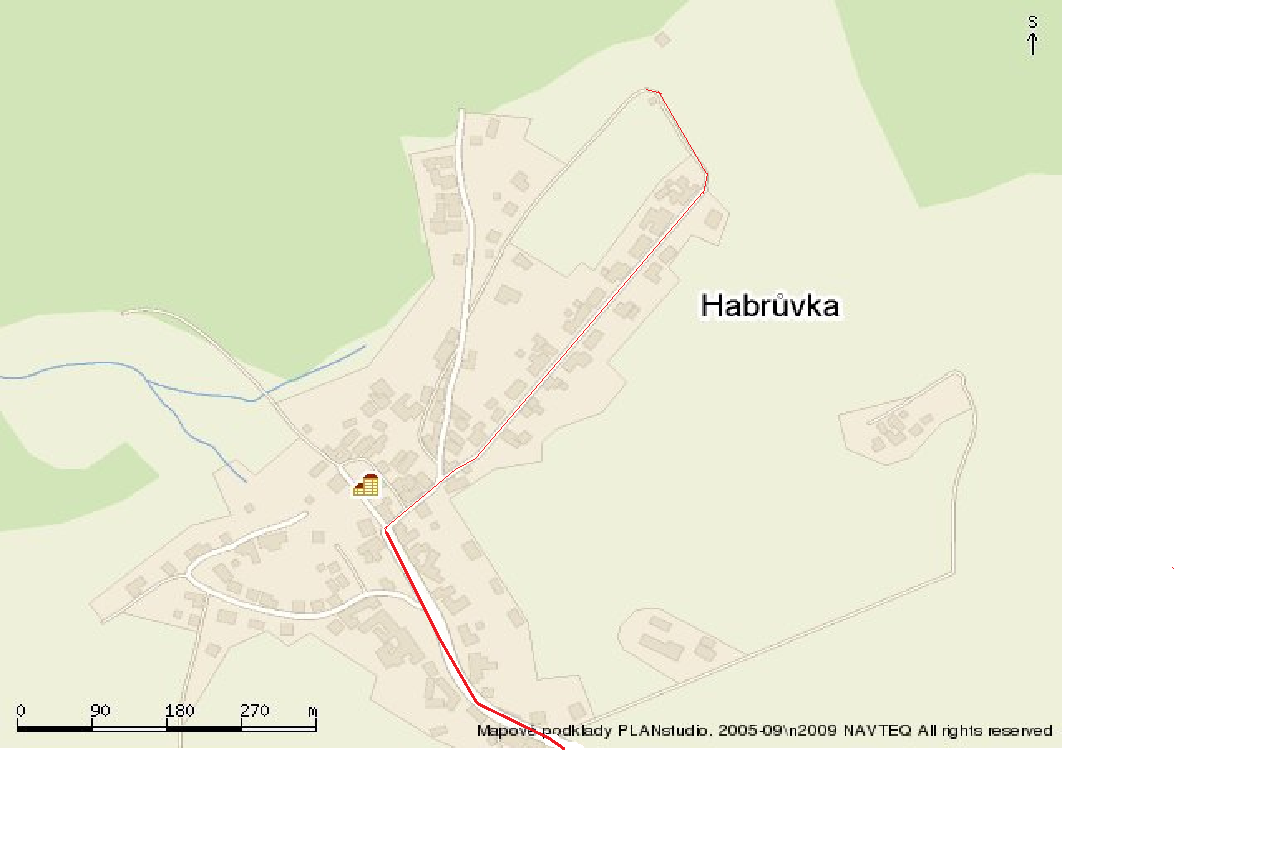 S
Habrůvka
0 90 180 270 m
Mapové podklady PLANstudio. 2005-09\n2009 NAVTEQ All rights reserved